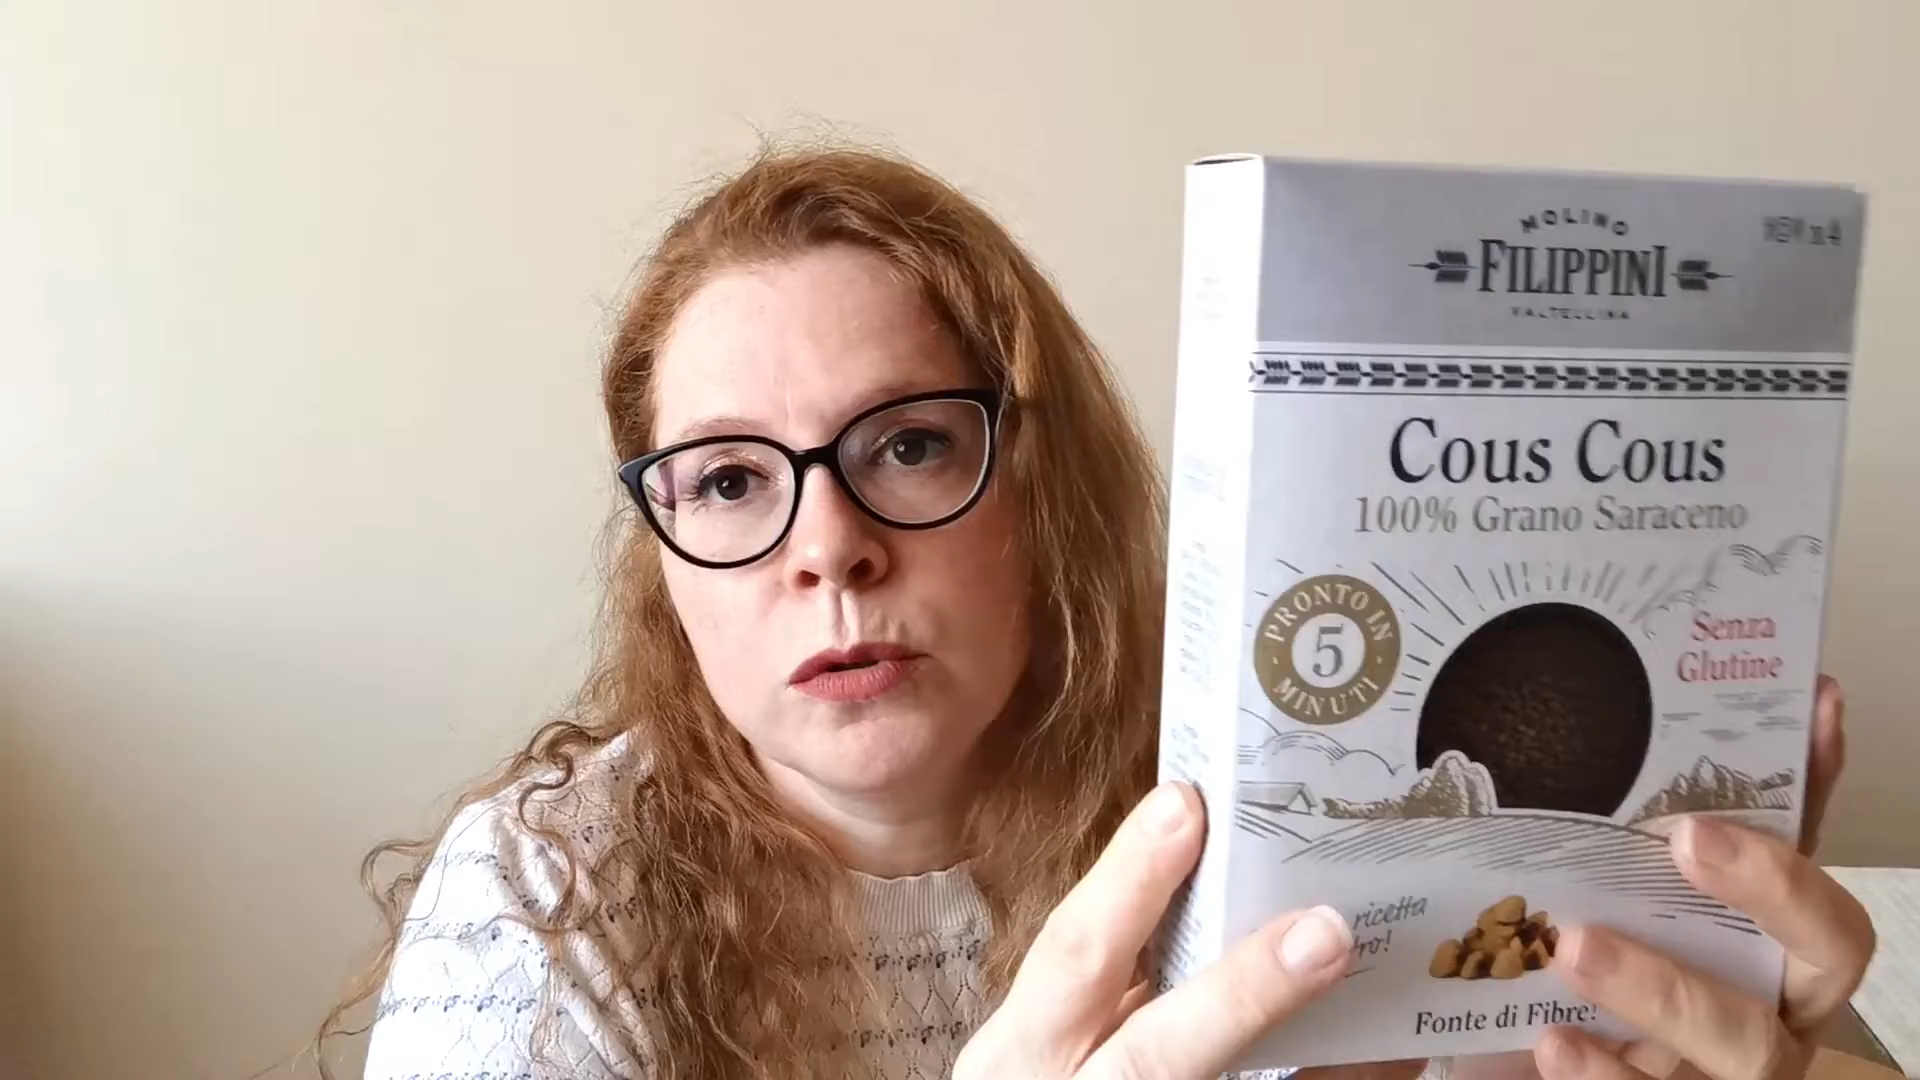 MOLINO
FILIPPINI
VALTELLINA
Cous Cous
100% Grano Saraceno
PRONTO IN
5
MINUTI
Senza
Glutine
ricetta
Fonte di Fibre!